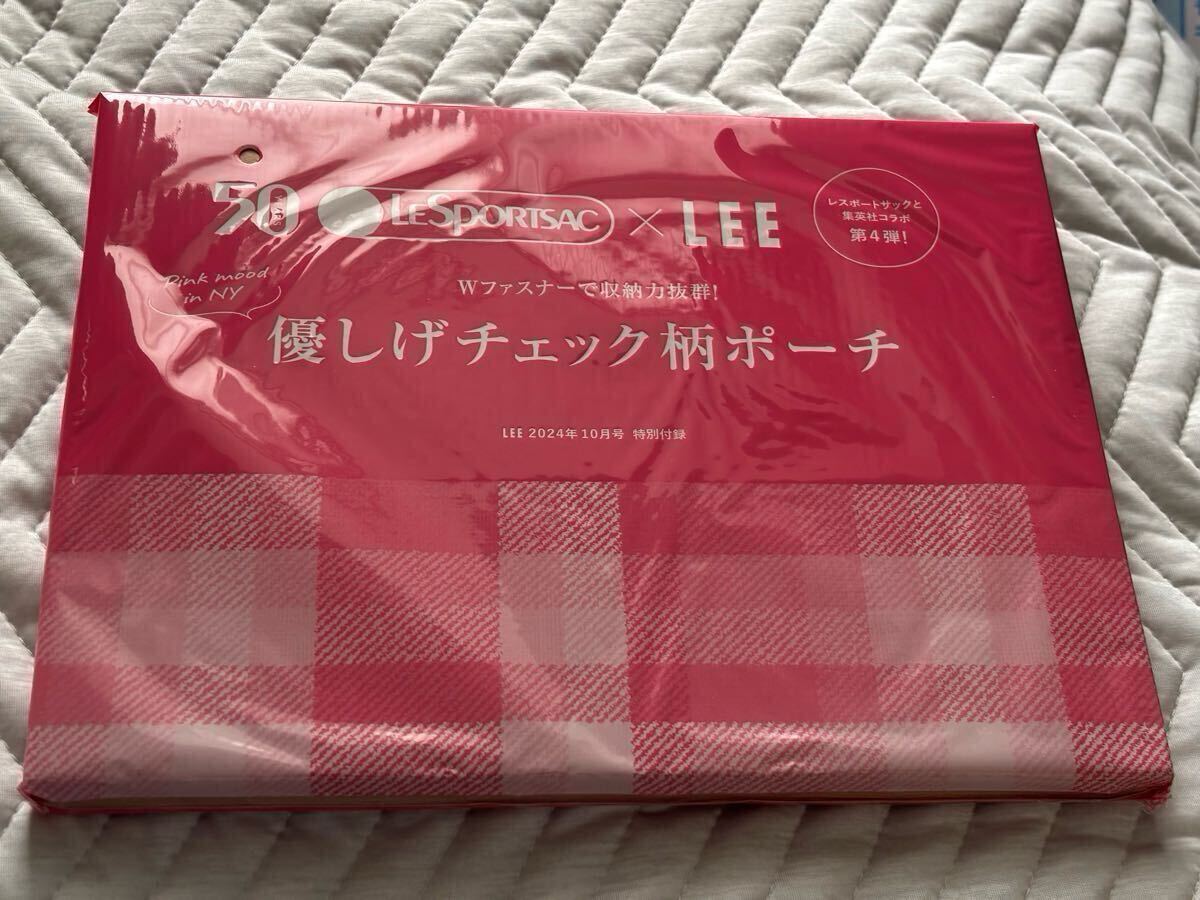 50 YEARS LESPORTSAC × LEE
レスポートサックと
集英社コラボ
第4弾!
Pink mood
in NY
Wファスナーで収納力抜群!
優しげチェック柄ポーチ
LEE 2024年10月号 特別付録